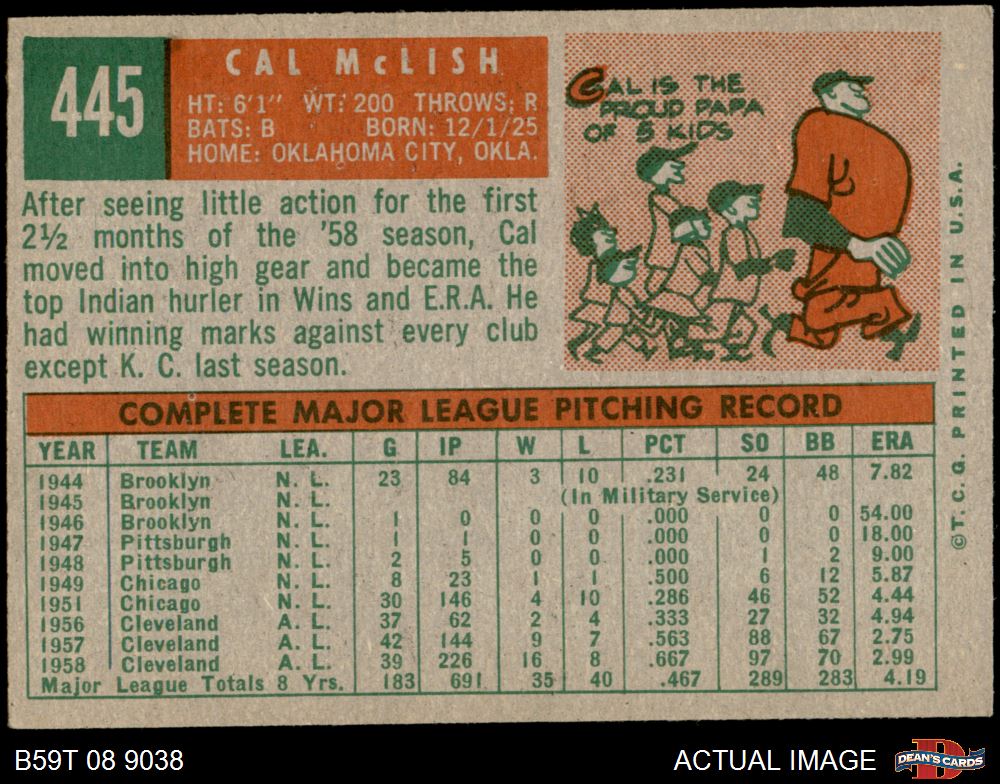 445
CAL McLISH
HT: 6'1" WT: 200 THROWS: R
BATS: B BORN: 12/1/25
HOME: OKLAHOMA CITY, OKLA.
CAL IS THE
PROUD PAPA
OF 5 KIDS
After seeing little action for the first
2½ months of the '58 season, Cal
moved into high gear and became the
top Indian hurler in Wins and E.R.A. He
had winning marks against every club
except K. C. last season.
COMPLETE MAJOR LEAGUE PITCHING RECORD
YEAR TEAM LEA. G IP W L PCT SO BB ERA
1944 Brooklyn N. L. 23 84 3 10 .231 24 48 7.82
1945 Brooklyn N. L. (In Military Service)
1946 Brooklyn N. L. 1 0 0 0 .000 0 0 54.00
1947 Pittsburgh N. L. 1 1 0 0 .000 0 0 18.00
1948 Pittsburgh N. L. 2 5 0 0 .000 1 2 9.00
1949 Chicago N. L. 8 23 1 1 .500 6 12 5.87
1951 Chicago N. L. 30 146 4 10 .286 46 52 4.44
1956 Cleveland A. L. 37 62 2 4 .333 27 32 4.94
1957 Cleveland A. L. 42 144 9 7 .563 88 67 2.75
1958 Cleveland A. L. 39 226 16 8 .667 97 70 2.99
Major League Totals 8 Yrs. 183 691 35 40 .467 289 283 4.19
©T. C. G. PRINTED IN U.S.A.
B59T 08 9038
ACTUAL IMAGE
D
DEAN'S CARDS